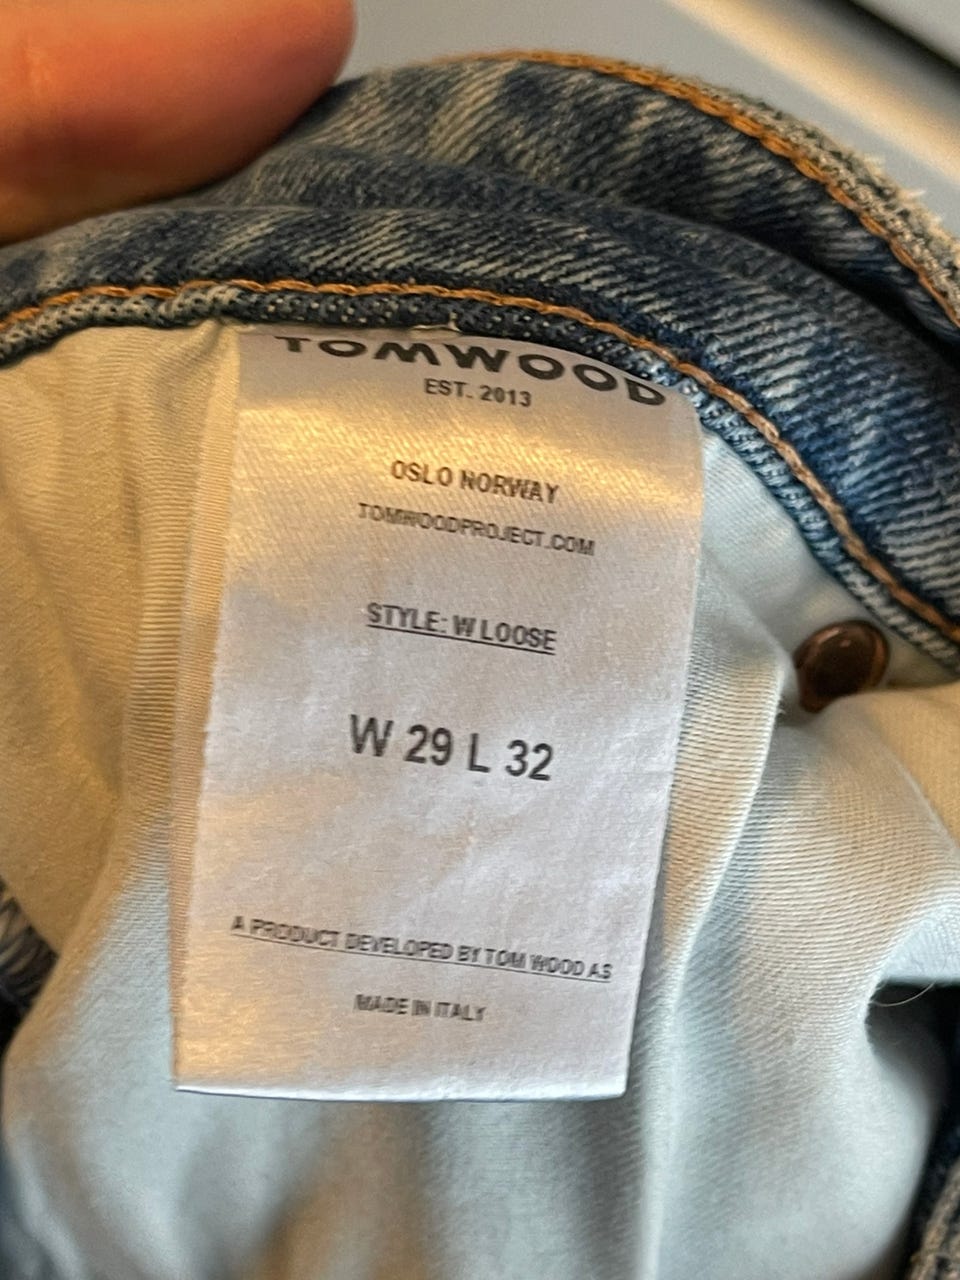 TOMWOOD
EST. 2013
OSLO NORWAY
TOMWOODPROJECT.COM
STYLE: W LOOSE
W 29 L 32
A PRODUCT DEVELOPED BY TOM WOOD AS
MADE IN ITALY